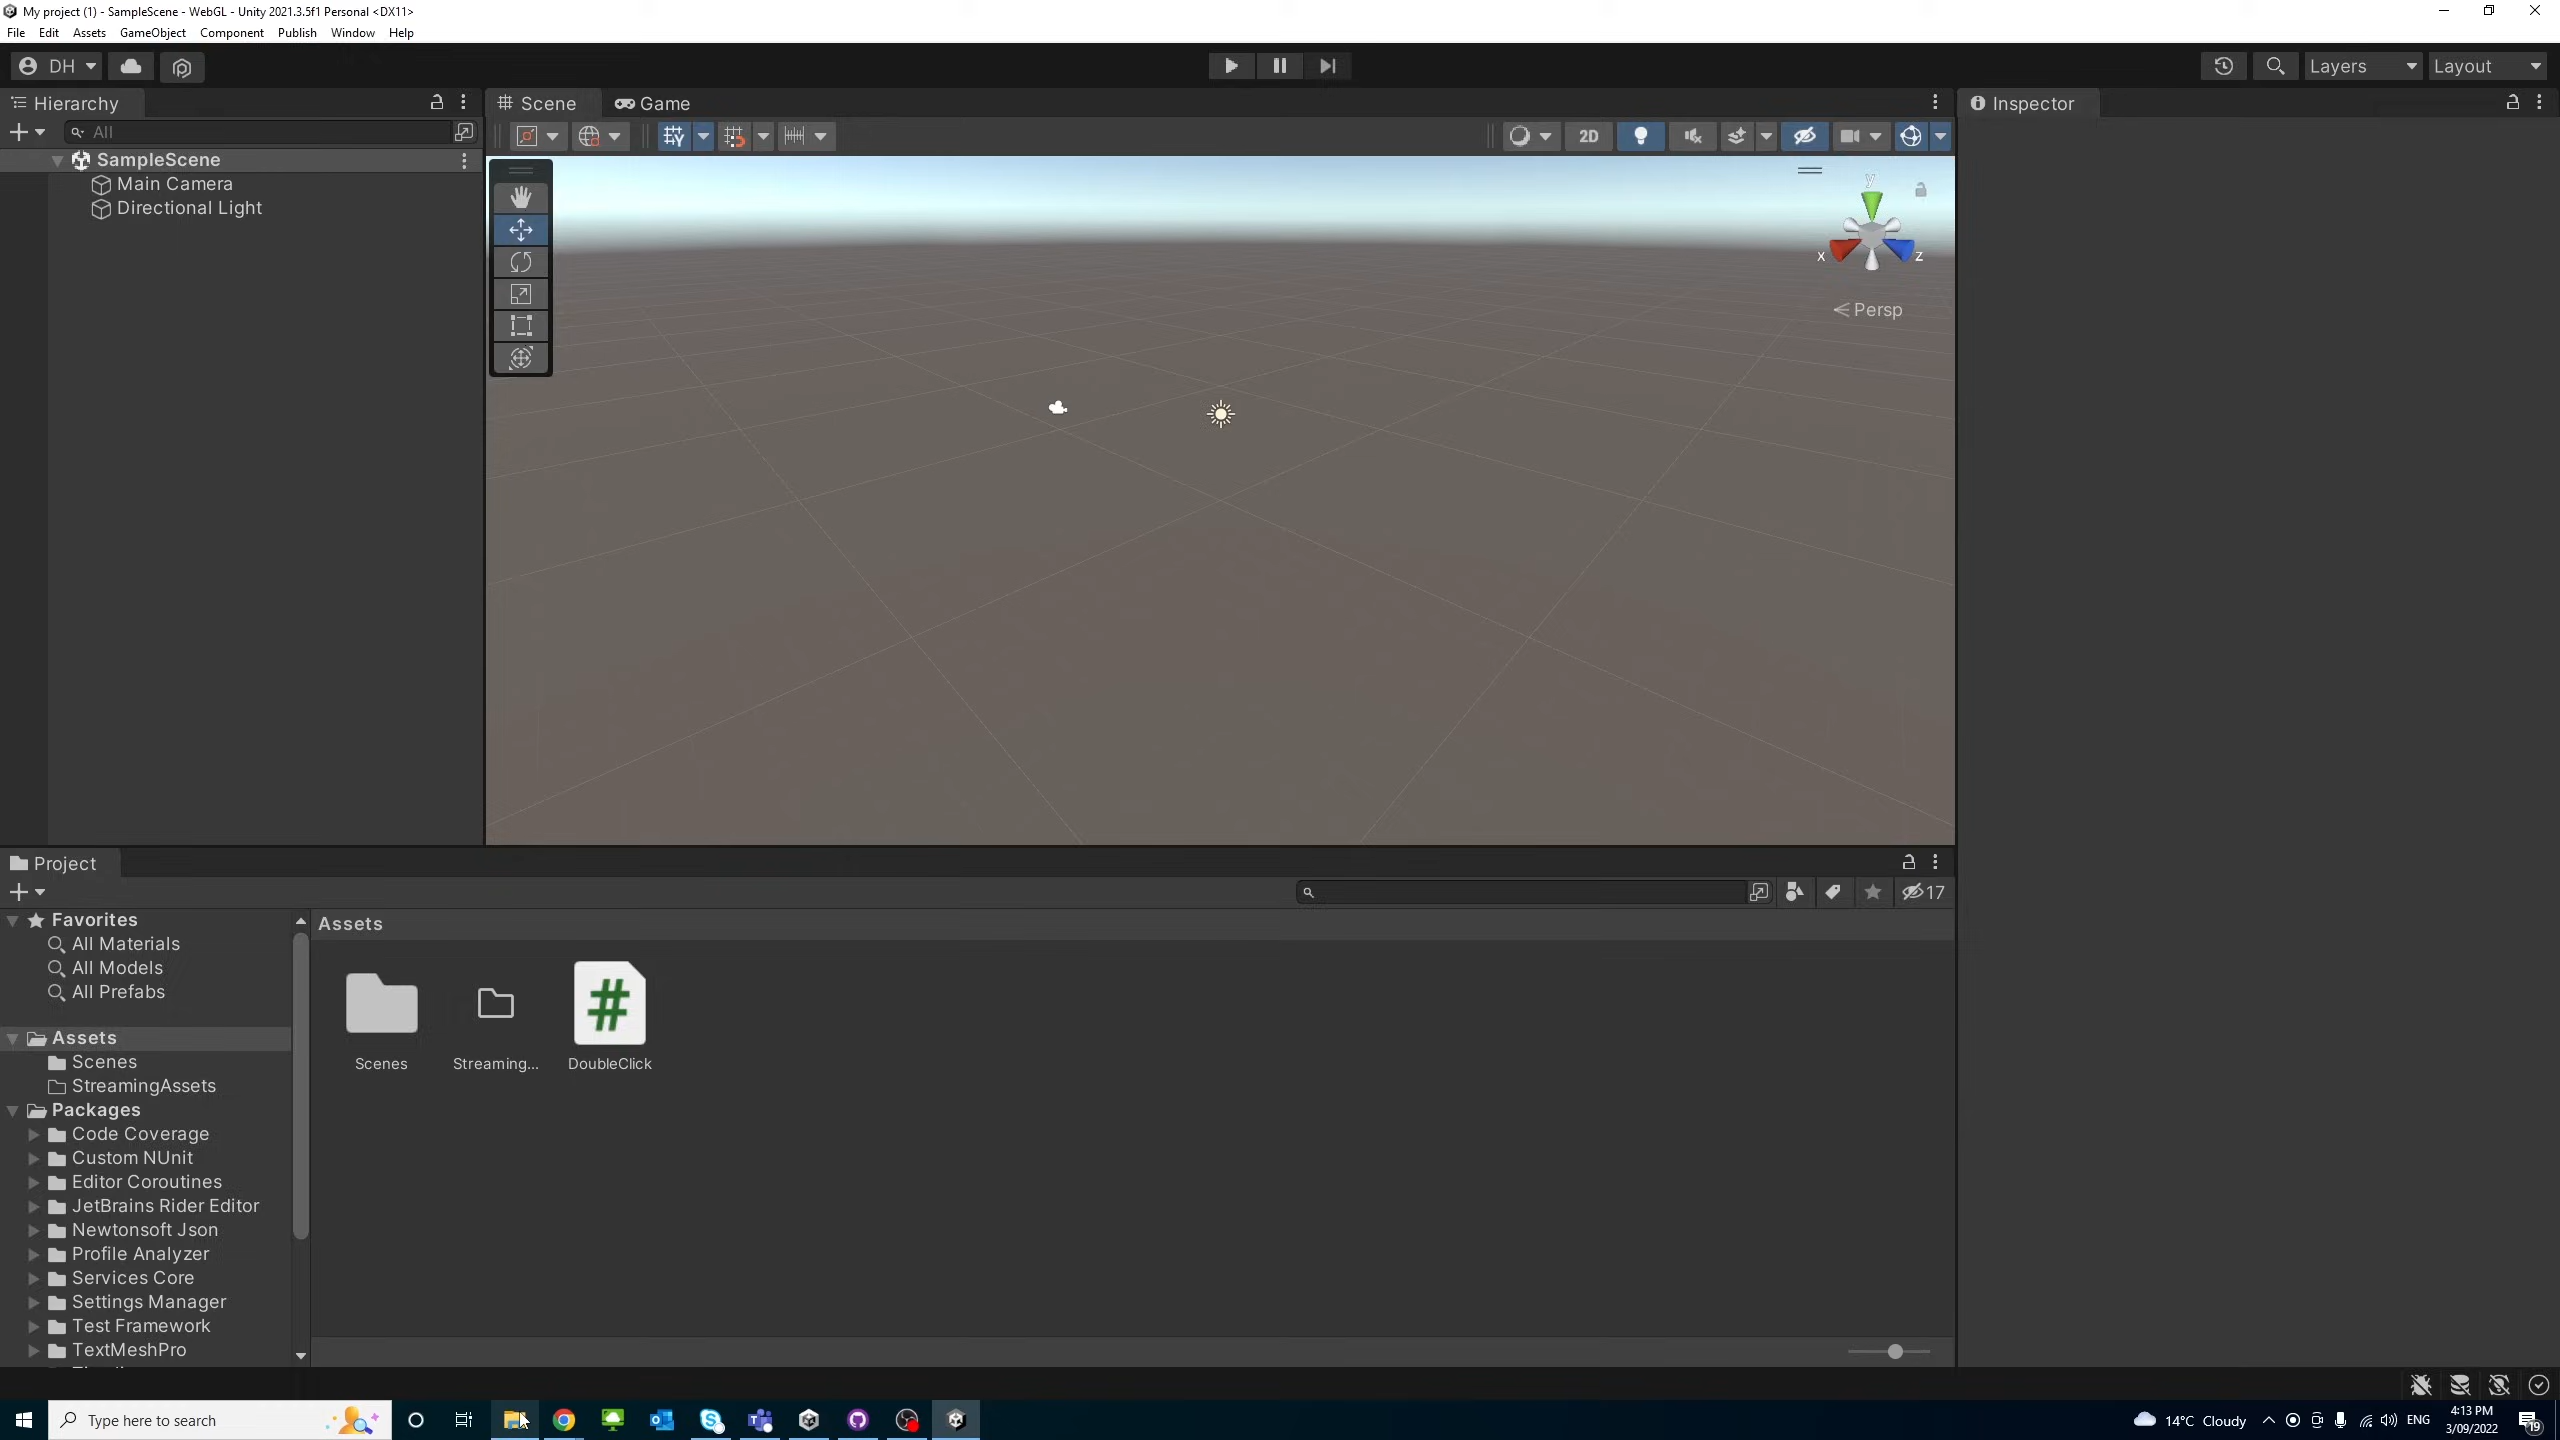 My project (1) - SampleScene - WebGL - Unity 2021.3.5f1 Personal <DX11>
File Edit Assets GameObject Component Publish Window Help
DH
Layers
Layout
Hierarchy
Scene
Game
Inspector
All
2D
SampleScene
Main Camera
Directional Light
y
x
z
Persp
Project
17
Favorites
All Materials
All Models
All Prefabs
Assets
Scenes
StreamingAssets
Packages
Code Coverage
Custom NUnit
Editor Coroutines
JetBrains Rider Editor
Newtonsoft Json
Profile Analyzer
Services Core
Settings Manager
Test Framework
TextMeshPro
Assets
Scenes
Streaming...
DoubleClick
Type here to search
14°C Cloudy
ENG
4:13 PM
3/09/2022
19